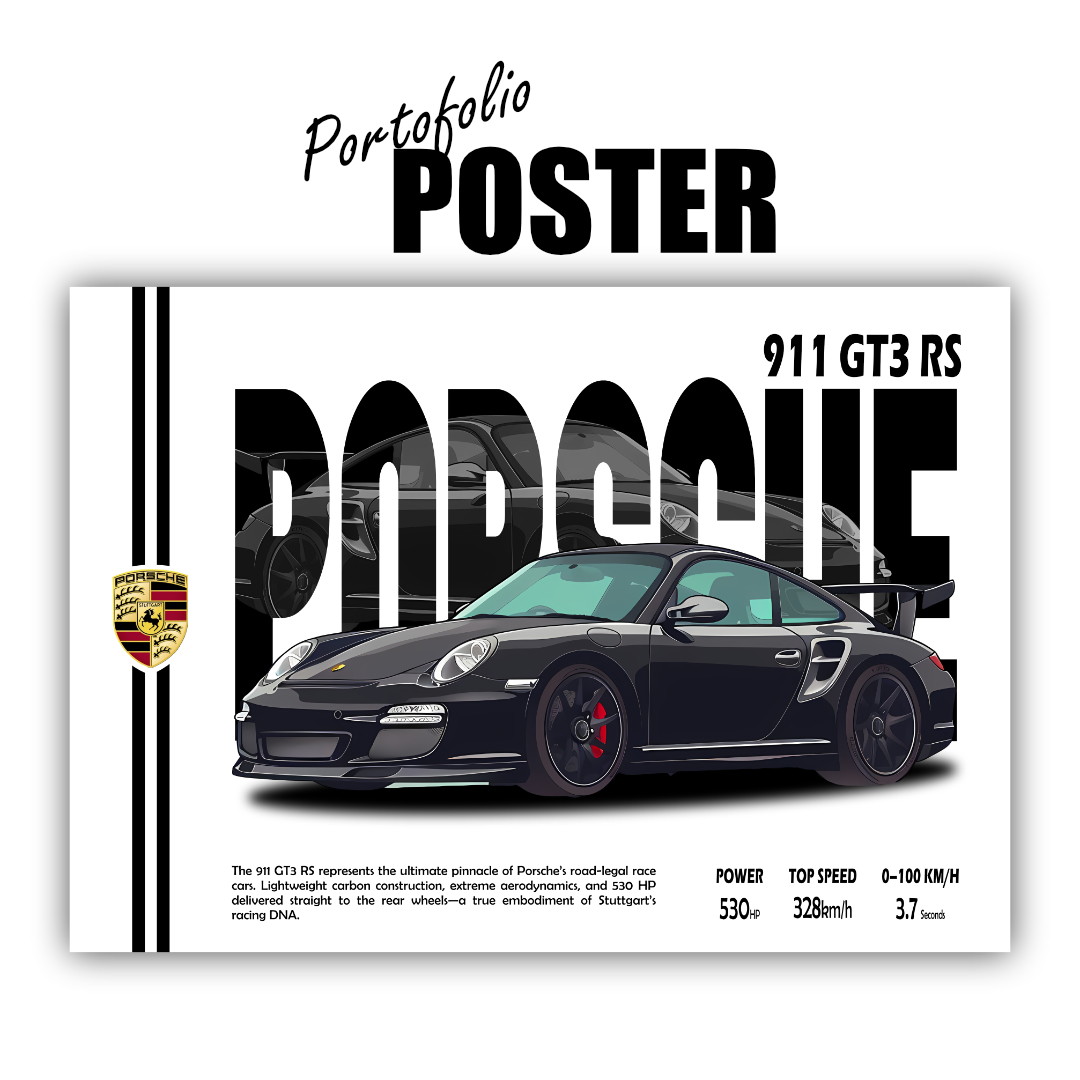 Portofolio
POSTER
911 GT3 RS
PORSCHE
PORSCHE
STUTTGART
The 911 GT3 RS represents the ultimate pinnacle of Porsche's road-legal race
cars. Lightweight carbon construction, extreme aerodynamics, and 530 HP
delivered straight to the rear wheels—a true embodiment of Stuttgart's
racing DNA.
POWER TOP SPEED 0–100 KM/H
530HP 328km/h 3.7 Seconds